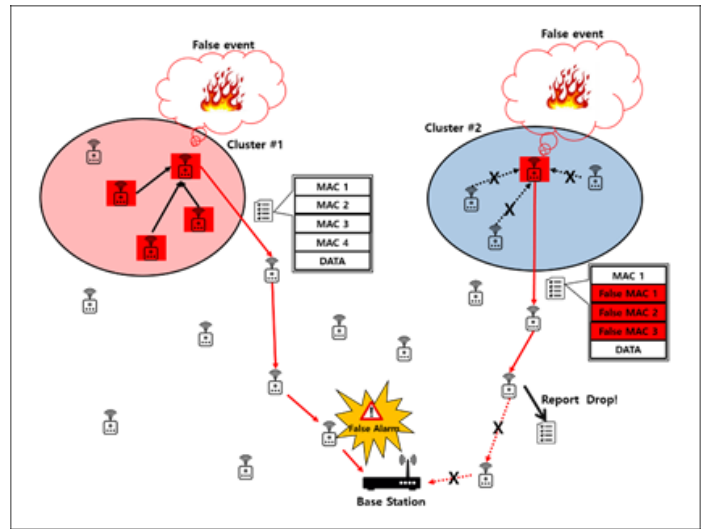 False event
False event
Cluster #1
Cluster #2
MAC 1
MAC 2
MAC 3
MAC 4
DATA
MAC 1
False MAC 1
False MAC 2
False MAC 3
DATA
X
X
X
Report Drop!
X
False Alarm
X
Base Station